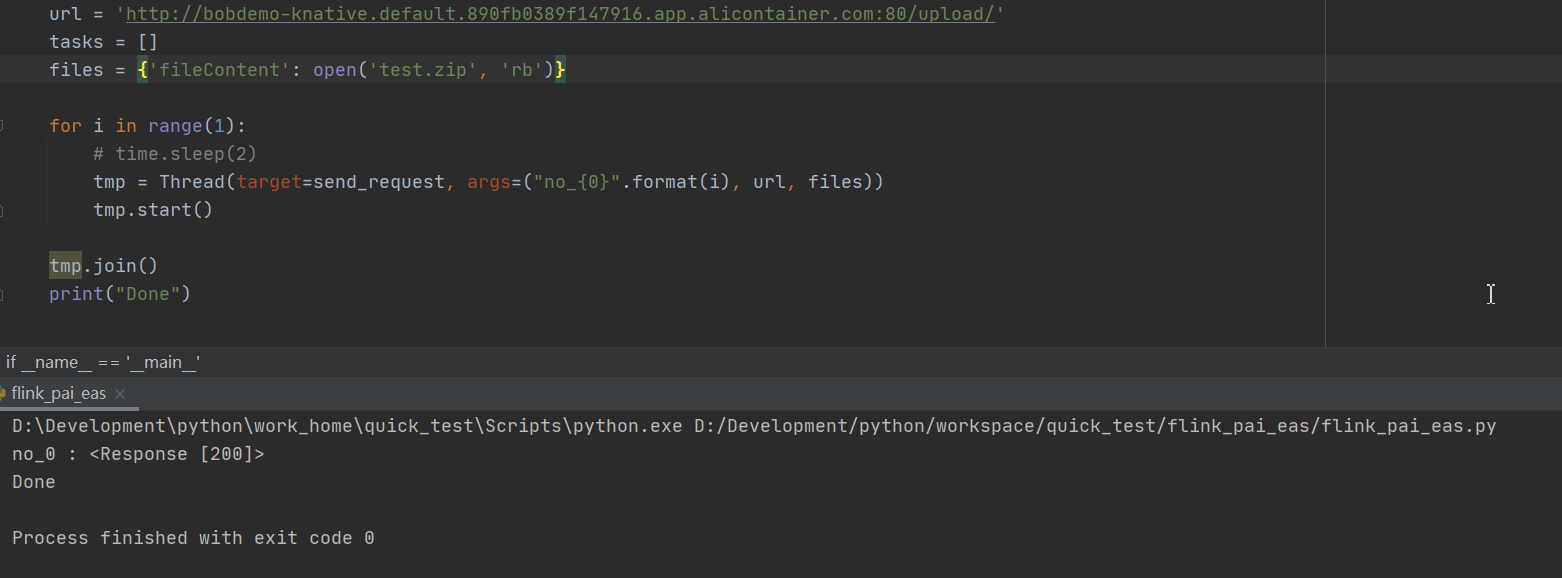 url = 'http://bobdemo-knative.default.890fb0389f147916.app.alicontainer.com:80/upload/'
tasks = []
files = {'fileContent': open('test.zip', 'rb')}
for i in range(1):
# time.sleep(2)
tmp = Thread(target=send_request, args=("no_{0}".format(i), url, files))
tmp.start()
tmp.join()
print("Done")
if __name__ == '__main__'
flink_pai_eas ×
D:\Development\python\work_home\quick_test\Scripts\python.exe D:/Development/python/workspace/quick_test/flink_pai_eas/flink_pai_eas.py
no_0 : <Response [200]>
Done
Process finished with exit code 0